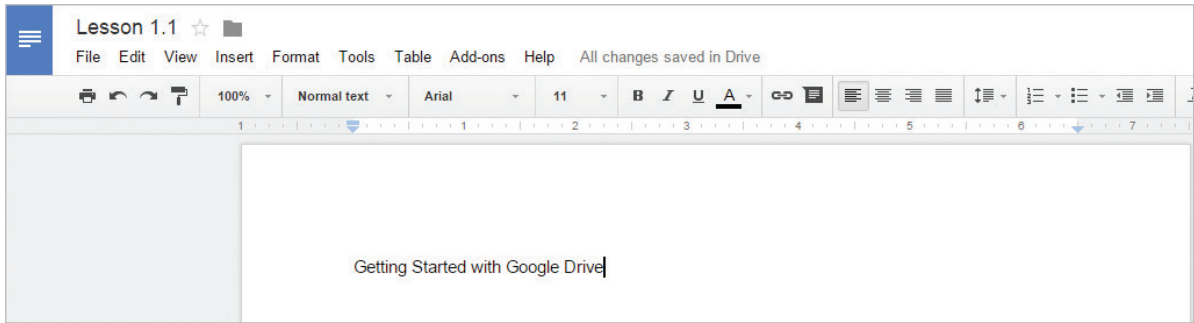 Lesson 1.1
File Edit View Insert Format Tools Table Add-ons Help All changes saved in Drive
100% Normal text Arial 11 B I U A
1 1 2 3 4 5 6 7
Getting Started with Google Drive